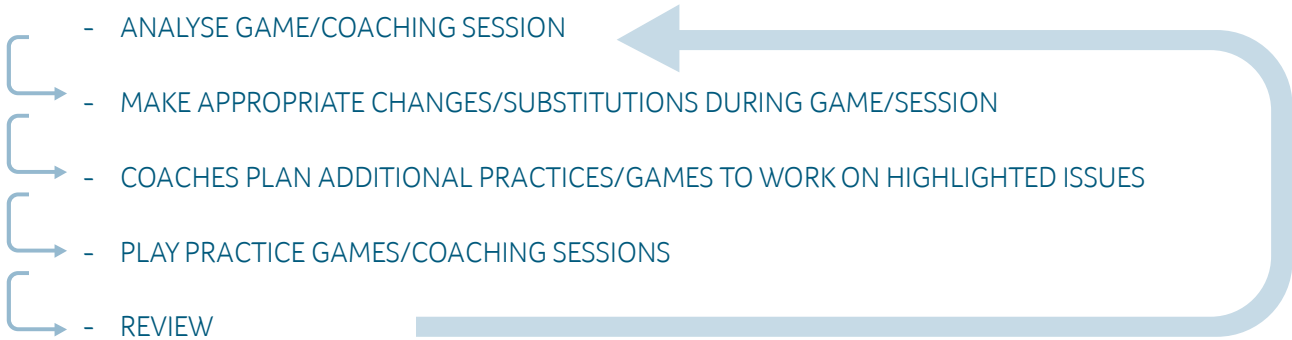 - ANALYSE GAME/COACHING SESSION
- MAKE APPROPRIATE CHANGES/SUBSTITUTIONS DURING GAME/SESSION
- COACHES PLAN ADDITIONAL PRACTICES/GAMES TO WORK ON HIGHLIGHTED ISSUES
- PLAY PRACTICE GAMES/COACHING SESSIONS
- REVIEW